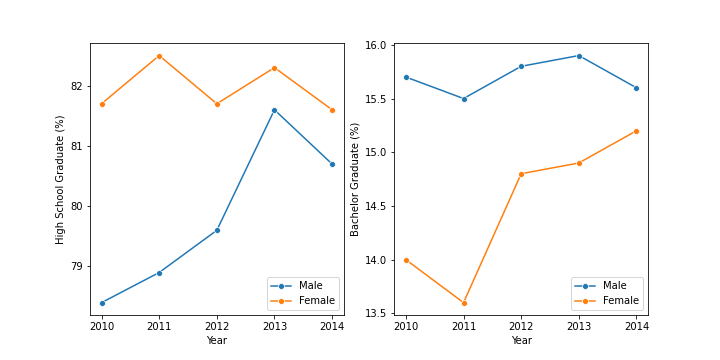 High School Graduate (%)
82
81
80
79
2010 2011 2012 2013 2014
Year
Male
Female
Bachelor Graduate (%)
16.0
15.5
15.0
14.5
14.0
13.5
2010 2011 2012 2013 2014
Year
Male
Female